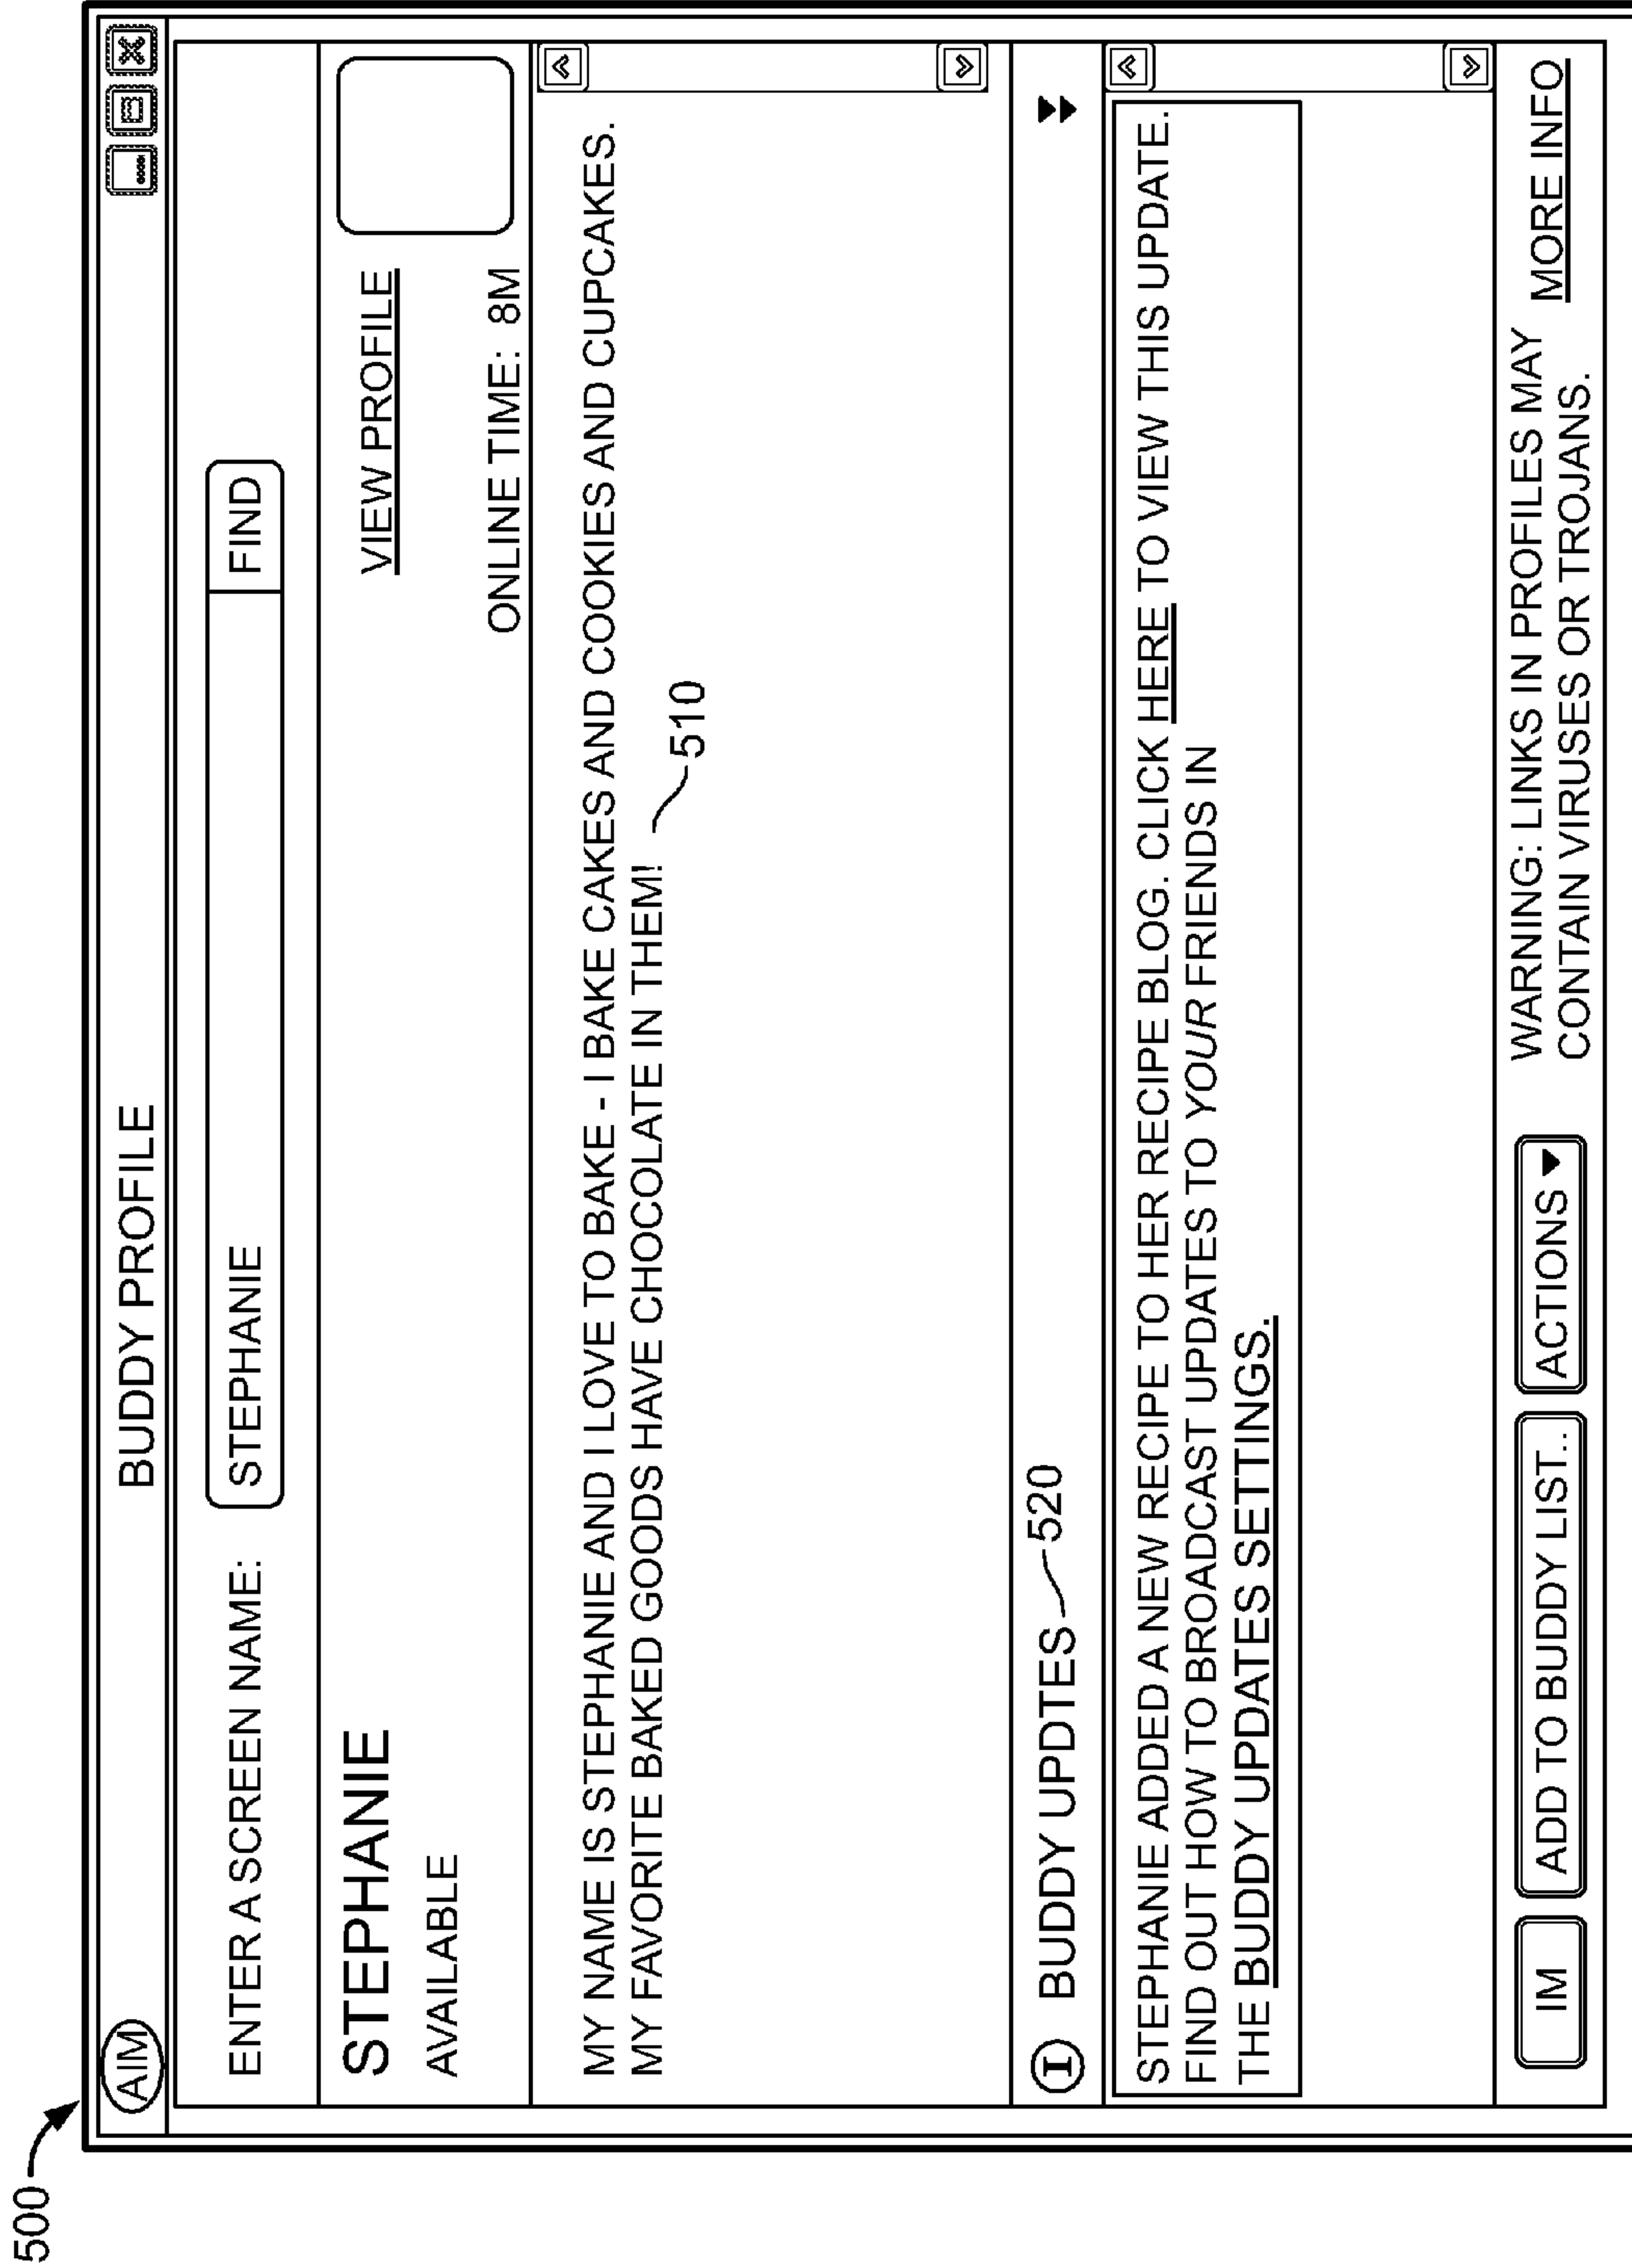 500
AIM BUDDY PROFILE
ENTER A SCREEN NAME: STEPHANIE FIND
STEPHANIE VIEW PROFILE
AVAILABLE
ONLINE TIME: 8M
MY NAME IS STEPHANIE AND I LOVE TO BAKE - I BAKE CAKES AND COOKIES AND CUPCAKES.
MY FAVORITE BAKED GOODS HAVE CHOCOLATE IN THEM!
510
I BUDDY UPDTES 520
STEPHANIE ADDED A NEW RECIPE TO HER RECIPE BLOG. CLICK HERE TO VIEW THIS UPDATE.
FIND OUT HOW TO BROADCAST UPDATES TO YOUR FRIENDS IN
THE BUDDY UPDATES SETTINGS.
IM ADD TO BUDDY LIST.. ACTIONS
WARNING: LINKS IN PROFILES MAY
CONTAIN VIRUSES OR TROJANS.
MORE INFO